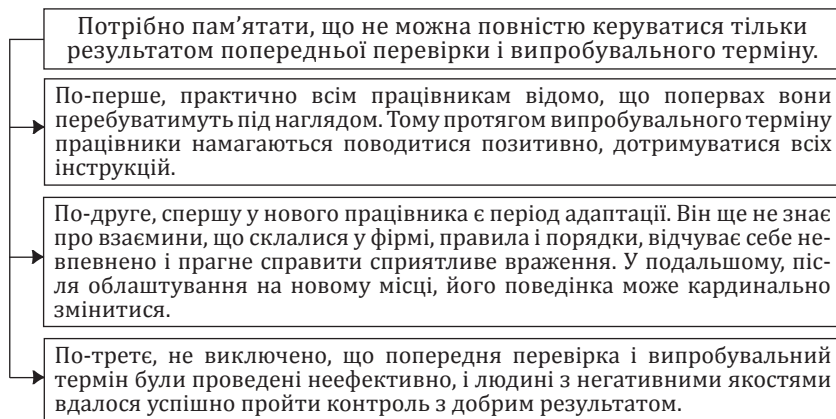 Потрібно пам’ятати, що не можна повністю керуватися тільки
результатом попередньої перевірки і випробувального терміну.
По-перше, практично всім працівникам відомо, що попервах вони
перебуватимуть під наглядом. Тому протягом випробувального терміну
працівники намагаються поводитися позитивно, дотримуватися всіх
інструкцій.
По-друге, спершу у нового працівника є період адаптації. Він ще не знає
про взаємини, що склалися у фірмі, правила і порядки, відчуває себе не-
впевнено і прагне справити сприятливе враження. У подальшому, піс-
ля облаштування на новому місці, його поведінка може кардинально
змінитися.
По-третє, не виключено, що попередня перевірка і випробувальний
термін були проведені неефективно, і людині з негативними якостями
вдалося успішно пройти контроль з добрим результатом.